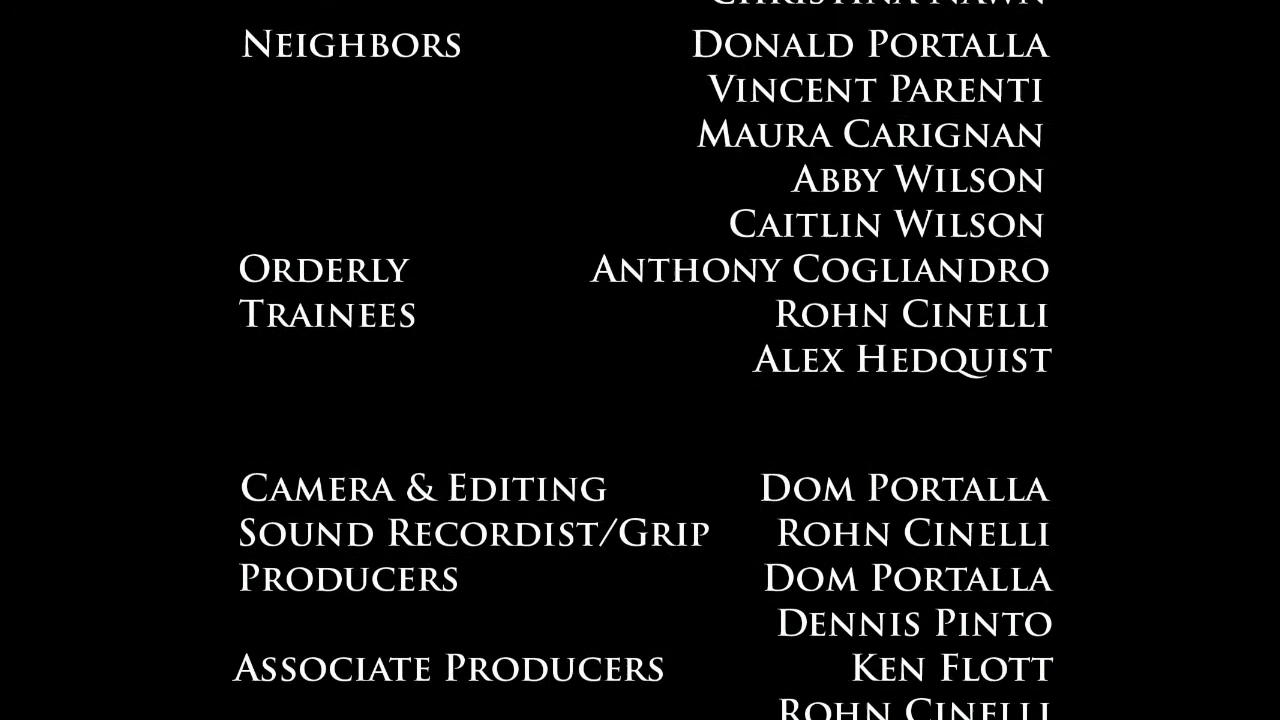 Christina Nawn
Neighbors Donald Portalla
Vincent Parenti
Maura Carignan
Abby Wilson
Caitlin Wilson
Orderly Anthony Cogliandro
Trainees Rohn Cinelli
Alex Hedquist
Camera & Editing Dom Portalla
Sound Recordist/Grip Rohn Cinelli
Producers Dom Portalla
Dennis Pinto
Associate Producers Ken Flott
Rohn Cinelli